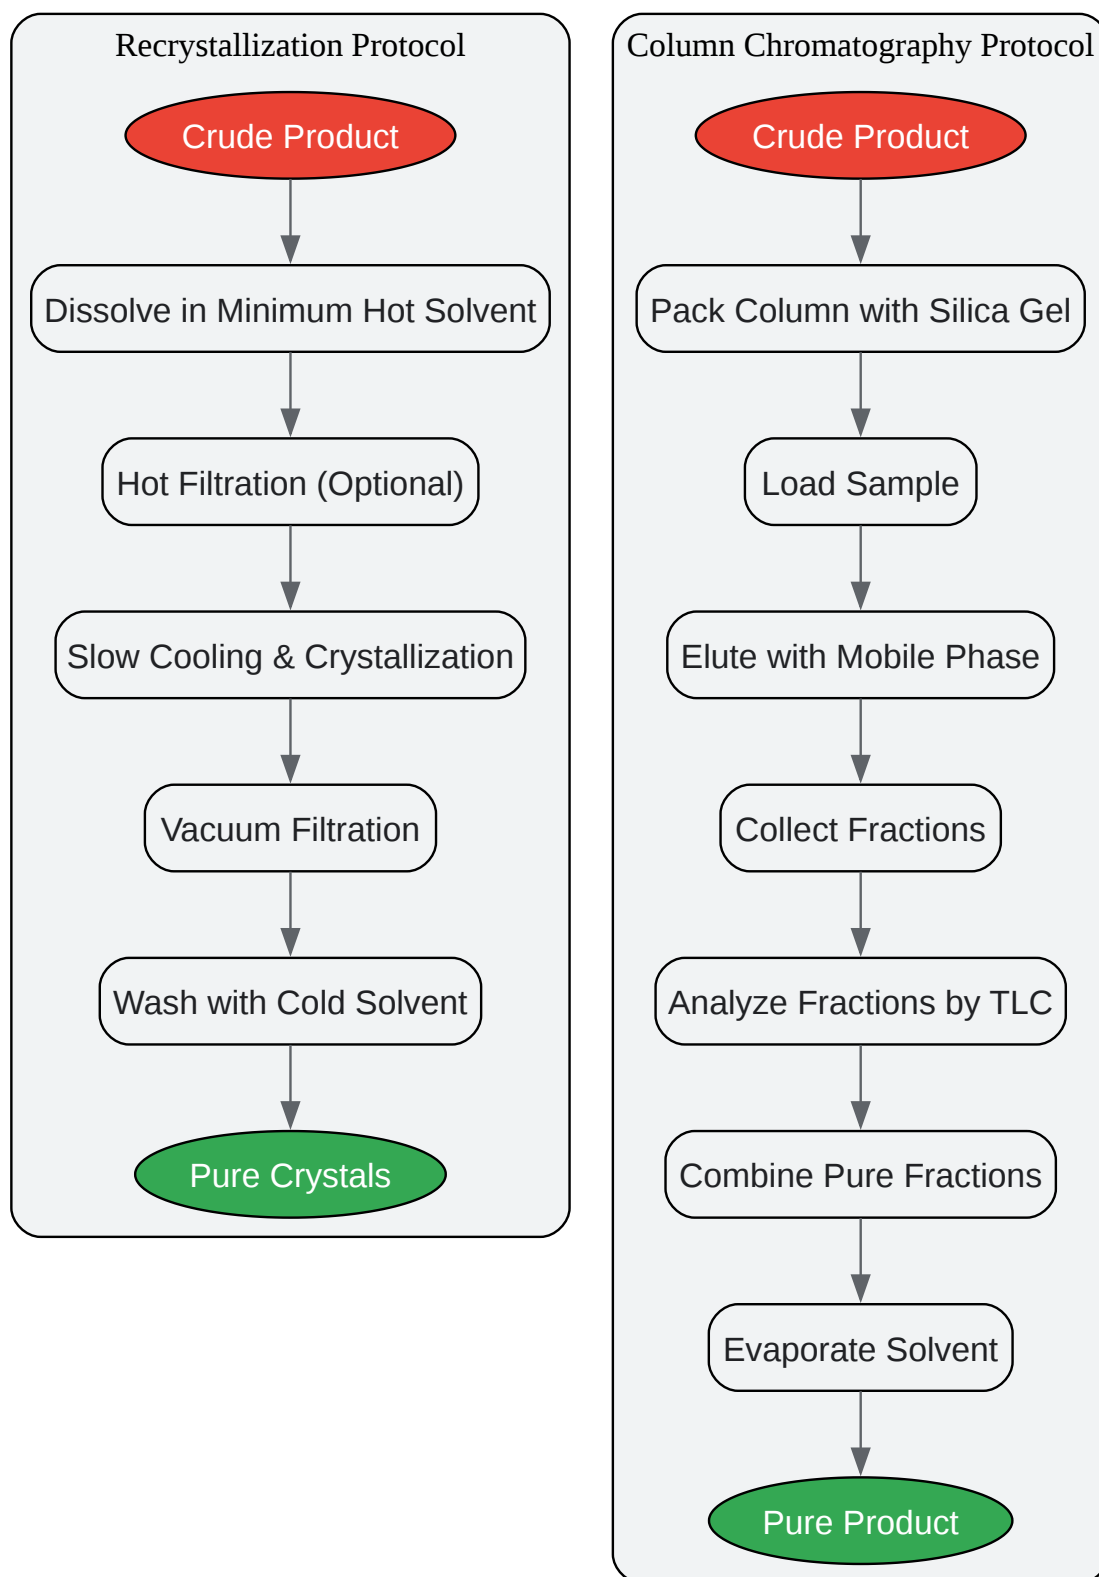 Recrystallization Protocol
Crude Product
Dissolve in Minimum Hot Solvent
Hot Filtration (Optional)
Slow Cooling & Crystallization
Vacuum Filtration
Wash with Cold Solvent
Pure Crystals
Column Chromatography Protocol
Crude Product
Pack Column with Silica Gel
Load Sample
Elute with Mobile Phase
Collect Fractions
Analyze Fractions by TLC
Combine Pure Fractions
Evaporate Solvent
Pure Product